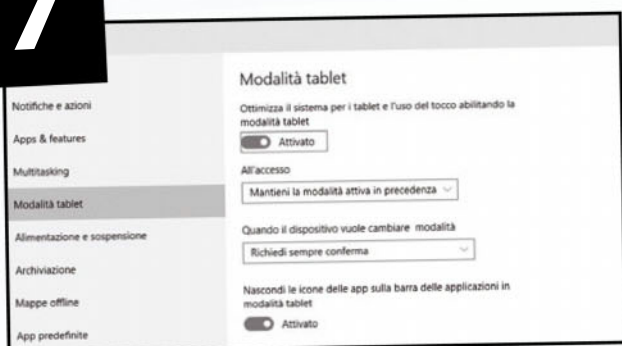 7
Notifiche e azioni
Apps & features
Multitasking
Modalità tablet
Alimentazione e sospensione
Archiviazione
Mappe offline
App predefinite
Modalità tablet
Ottimizza il sistema per i tablet e l'uso del tocco abilitando la
modalità tablet
Attivato
All'accesso
Mantieni la modalità attiva in precedenza
Quando il dispositivo vuole cambiare modalità
Richiedi sempre conferma
Nascondi le icone delle app sulla barra delle applicazioni in
modalità tablet
Attivato